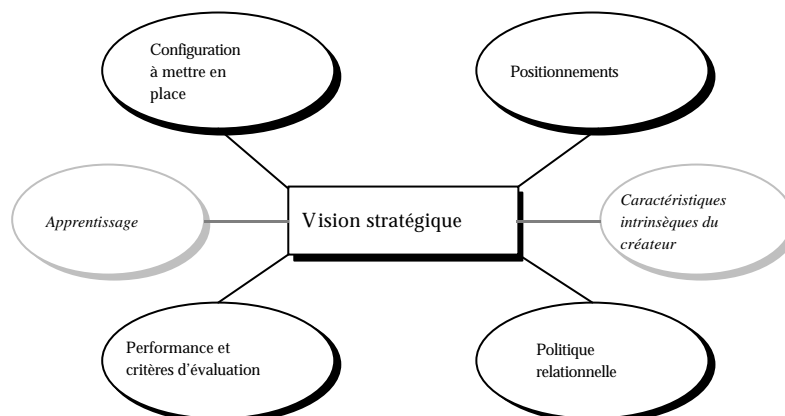 Configuration
à mettre en
place
Positionnements
Apprentissage
Vision stratégique
Caractéristiques
intrinsèques du
créateur
Performance et
critères d'évaluation
Politique
relationnelle